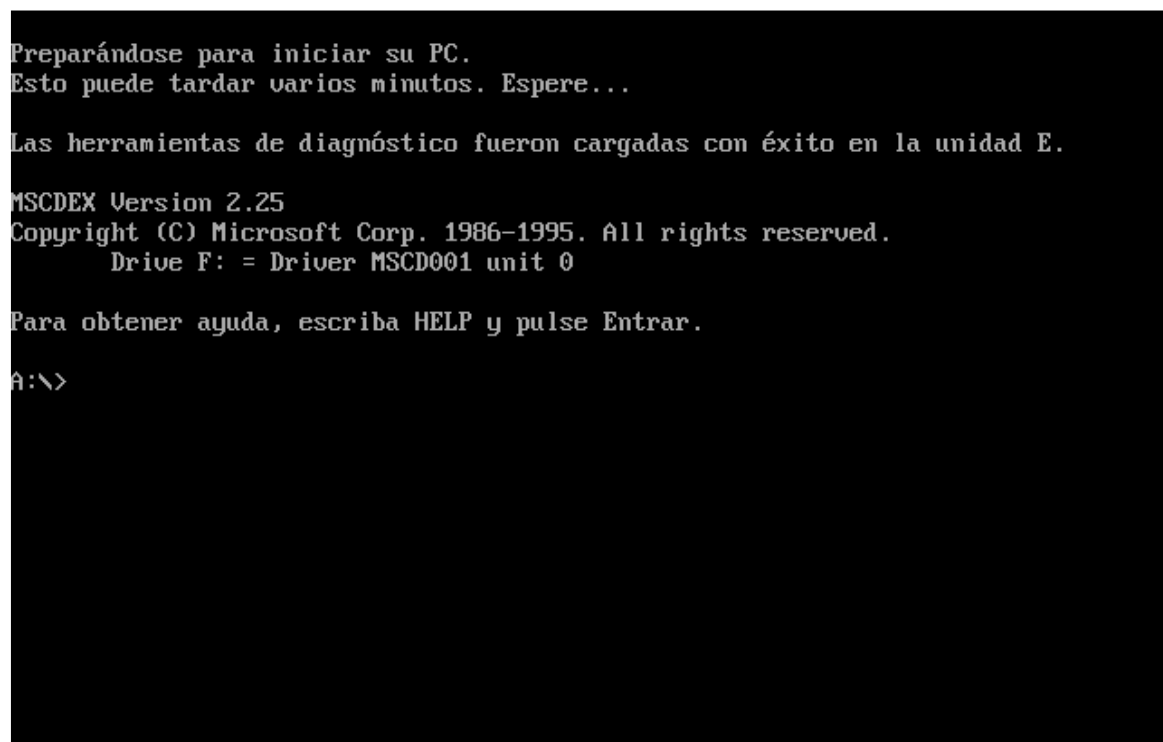 Preparándose para iniciar su PC.
Esto puede tardar varios minutos. Espere...
Las herramientas de diagnóstico fueron cargadas con éxito en la unidad E.
MSCDEX Version 2.25
Copyright (C) Microsoft Corp. 1986-1995. All rights reserved.
Drive F: = Driver MSCD001 unit 0
Para obtener ayuda, escriba HELP y pulse Entrar.
A:\>